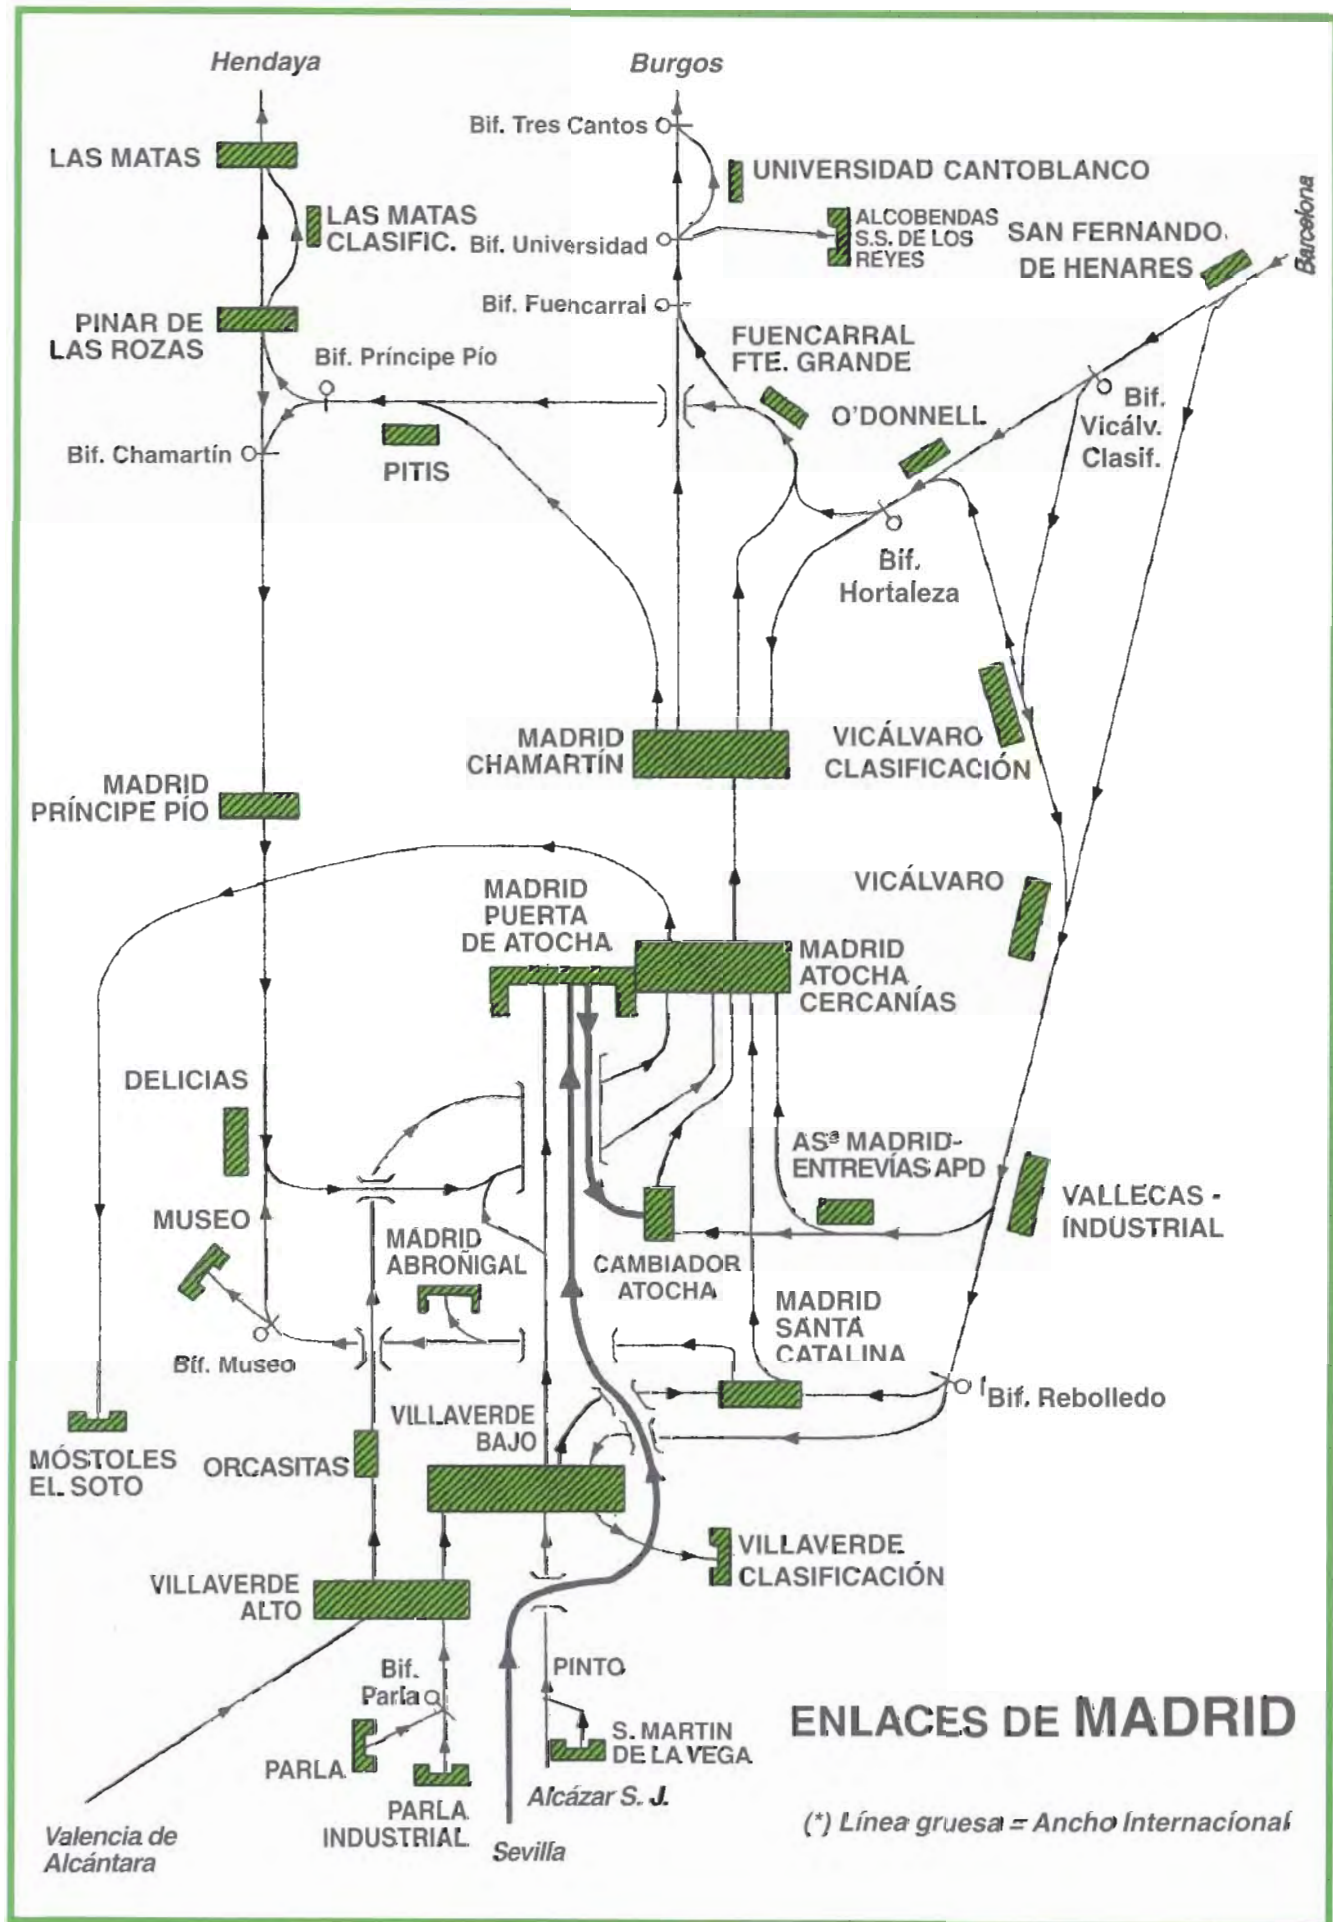 Hendaya
Burgos
Bif. Tres Cantos
LAS MATAS
UNIVERSIDAD CANTOBLANCO
Barcelona
LAS MATAS
CLASIFIC.
Bif. Universidad
ALCOBENDAS
S.S. DE LOS
REYES
SAN FERNANDO
DE HENARES
Bif. Fuencarral
PINAR DE
LAS ROZAS
Bif. Príncipe Pío
FUENCARRAL
FTE. GRANDE
O'DONNELL
Bif.
Vicálv.
Clasif.
Bif. Chamartín
PITIS
Bif.
Hortaleza
MADRID
CHAMARTÍN
VICÁLVARO
CLASIFICACIÓN
MADRID
PRÍNCIPE PÍO
MADRID
PUERTA
DE ATOCHA
VICÁLVARO
MADRID
ATOCHA
CERCANÍAS
DELICIAS
ASª MADRID-
ENTREVÍAS APD
VALLECAS -
INDUSTRIAL
MUSEO
MADRID
ABROÑIGAL
CAMBIADOR
ATOCHA
MADRID
SANTA
CATALINA
Bif. Museo
Bif. Rebolledo
VILLAVERDE
BAJO
MÓSTOLES
EL SOTO
ORCASITAS
VILLAVERDE
CLASIFICACIÓN
VILLAVERDE
ALTO
Bif.
Parla
PINTO
S. MARTIN
DE LA VEGA
ENLACES DE MADRID
PARLA
PARLA
INDUSTRIAL
Alcázar S. J.
Sevilla
Valencia de
Alcántara
(*) Línea gruesa = Ancho Internacional